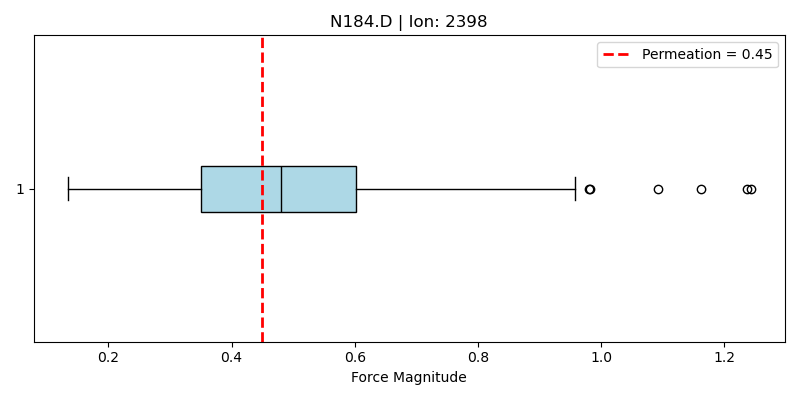 N184.D | Ion: 2398
Permeation = 0.45
1
0.2 0.4 0.6 0.8 1.0 1.2
Force Magnitude